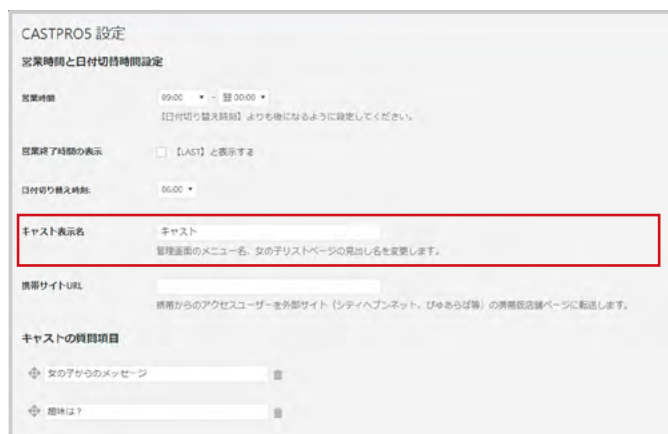 CASTPRO5 設定
営業時間と日付切替時間設定
営業時間 09:00 - 翌 00:00
【日付切り替え時刻】よりも後になるように設定してください。
営業終了時間の表示 【LAST】と表示する
日付切り替え時刻: 06:00
キャスト表示名 キャスト
管理画面のメニュー名、女の子リストページの見出し名を変更します。
携帯サイトURL
携帯からのアクセスユーザーを外部サイト（シティヘブンネット、ぴゅあらば等）の携帯版店舗ページに転送します。
キャストの質問項目
女の子からのメッセージ
趣味は？